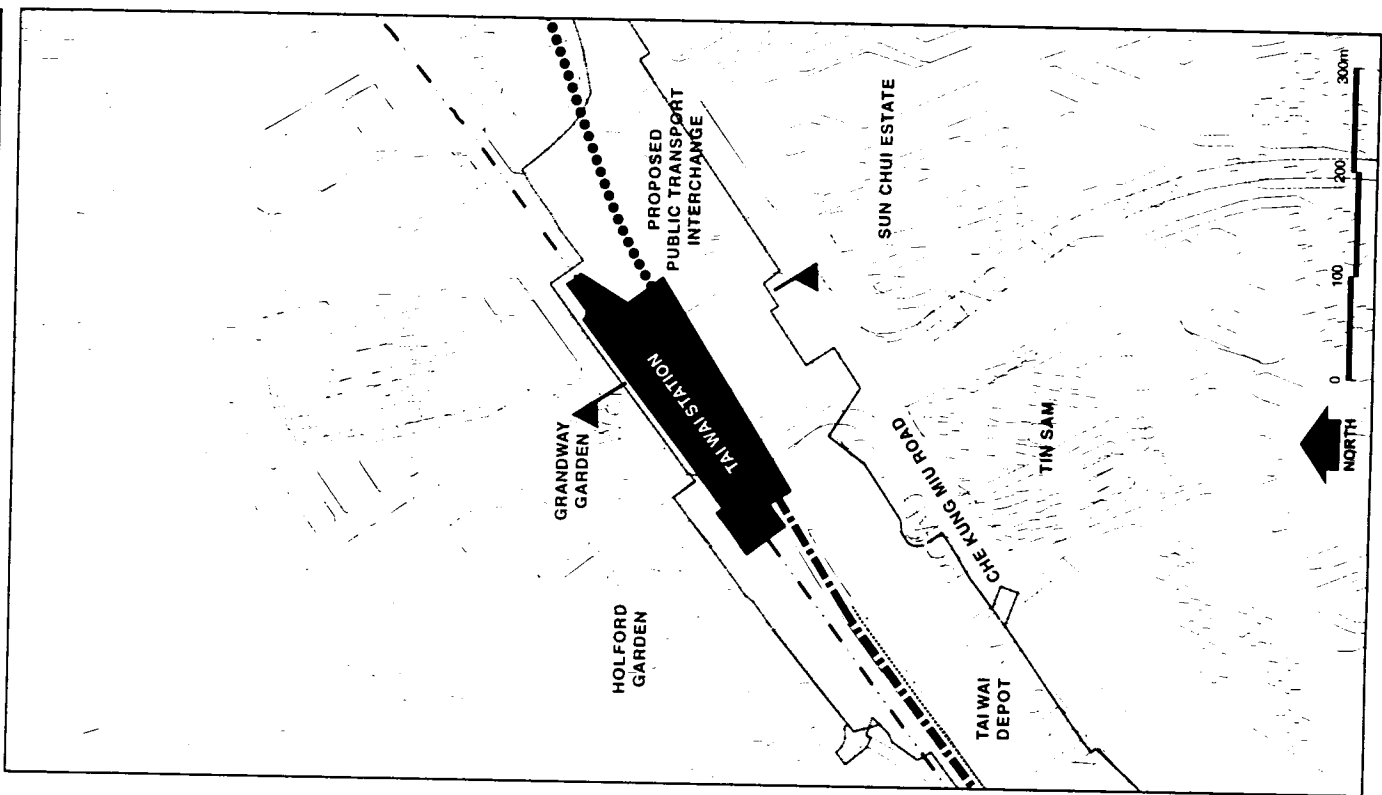 PROPOSED
PUBLIC TRANSPORT
INTERCHANGE
SUN CHUI ESTATE
TAI WAI STATION
GRANDWAY
GARDEN
HOLFORD
GARDEN
CHE KUNG MIU ROAD
TIN SAM
TAI WAI
DEPOT
0
100
200
300m
NORTH